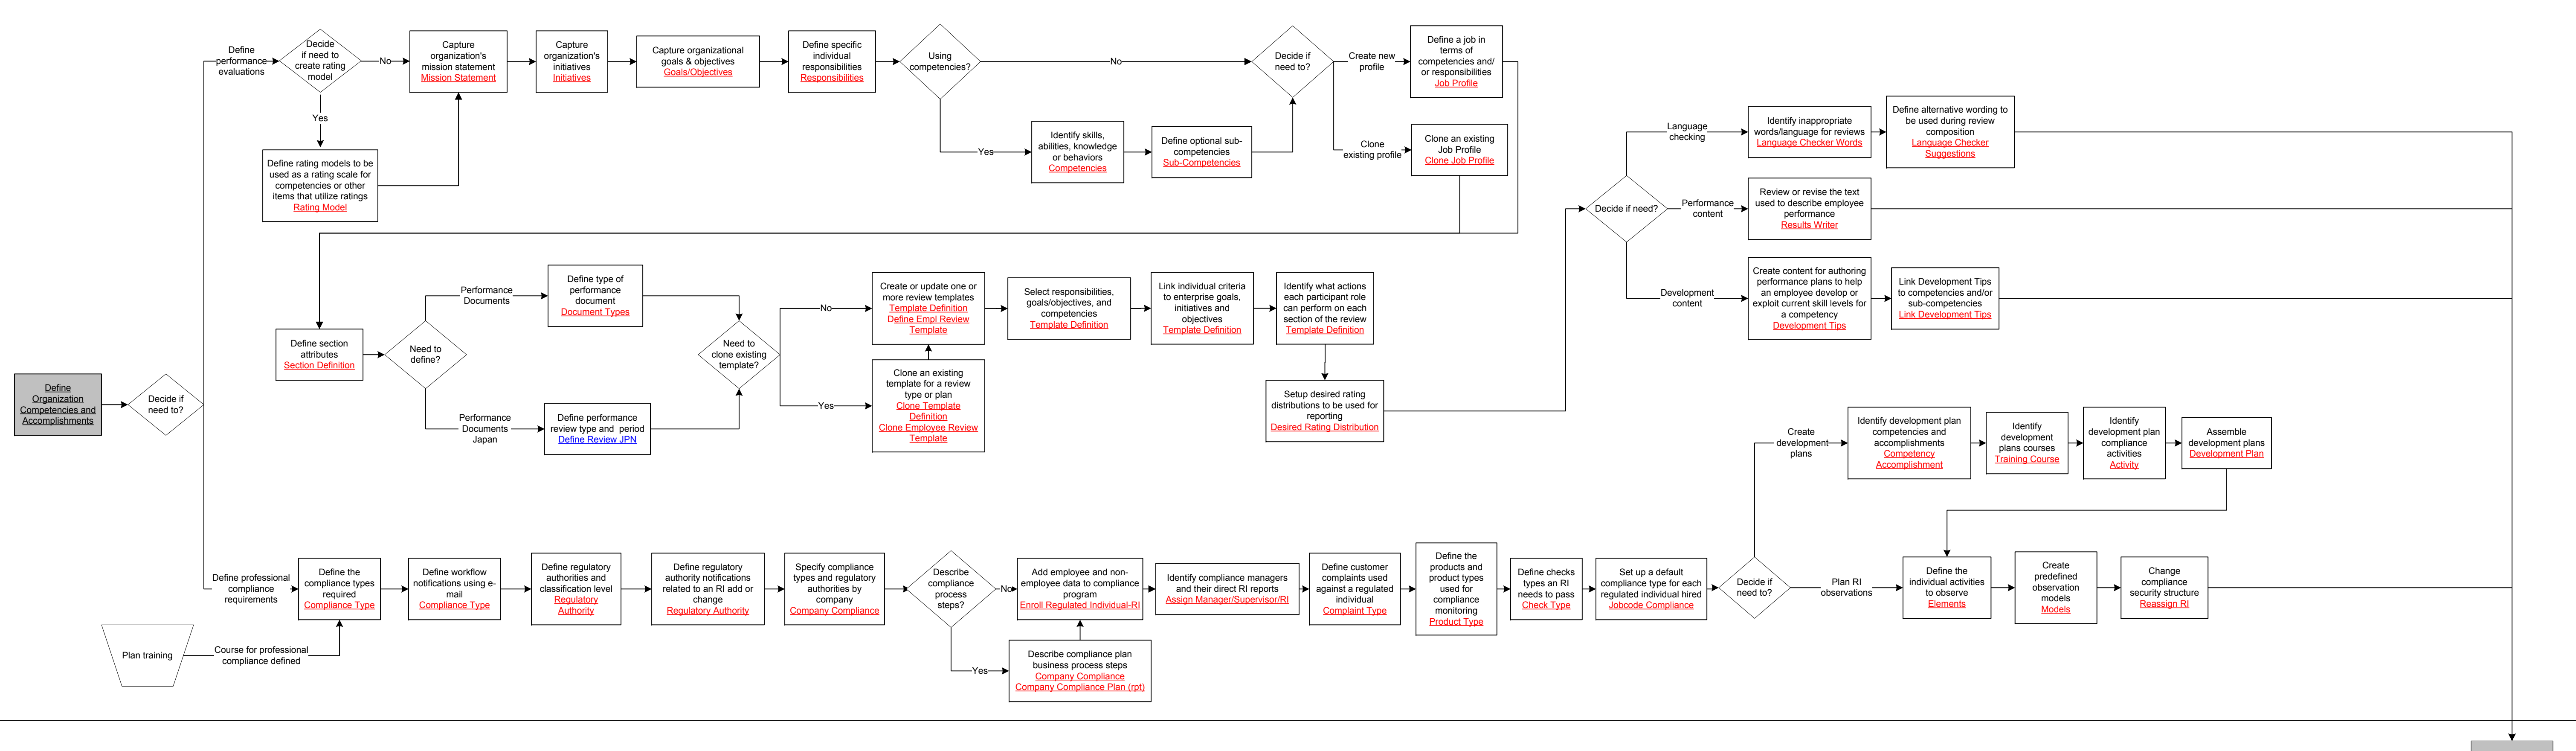 Define
Organization
Competencies and
Accomplishments
Decide if
need to?
Define
performance
evaluations
Decide
if need to
create rating
model
No
Yes
Define rating models to be
used as a rating scale for
competencies or other
items that utilize ratings
Rating Model
Capture
organization's
mission statement
Mission Statement
Capture
organization's
initiatives
Initiatives
Capture organizational
goals & objectives
Goals/Objectives
Define specific
individual
responsibilities
Responsibilities
Using
competencies?
No
Yes
Identify skills,
abilities, knowledge
or behaviors
Competencies
Define optional sub-
competencies
Sub-Competencies
Decide if
need to?
Create new
profile
Define a job in
terms of
competencies and/
or responsibilities
Job Profile
Clone
existing profile
Clone an existing
Job Profile
Clone Job Profile
Define section
attributes
Section Definition
Need to
define?
Performance
Documents
Define type of
performance
document
Document Types
Performance
Documents
Japan
Define performance
review type and  period
Define Review JPN
Need to
clone existing
template?
No
Create or update one or
more review templates
Template Definition
Define Empl Review
Template
Yes
Clone an existing
template for a review
type or plan
Clone Template
Definition
Clone Employee Review
Template
Select responsibilities,
goals/objectives, and
competencies
Template Definition
Link individual criteria
to enterprise goals,
initiatives and
objectives
Template Definition
Identify what actions
each participant role
can perform on each
section of the review
Template Definition
Setup desired rating
distributions to be used for
reporting
Desired Rating Distribution
Decide if need?
Language
checking
Identify inappropriate
words/language for reviews
Language Checker Words
Define alternative wording to
be used during review
composition
Language Checker
Suggestions
Performance
content
Review or revise the text
used to describe employee
performance
Results Writer
Development
content
Create content for authoring
performance plans to help
an employee develop or
exploit current skill levels for
a competency
Development Tips
Link Development Tips
to competencies and/or
sub-competencies
Link Development Tips
Define professional
compliance
requirements
Plan training
Course for professional
compliance defined
Define the
compliance types
required
Compliance Type
Define workflow
notifications using e-
mail
Compliance Type
Define regulatory
authorities and
classification level
Regulatory
Authority
Define regulatory
authority notifications
related to an RI add or
change
Regulatory Authority
Specify compliance
types and regulatory
authorities by
company
Company Compliance
Describe
compliance
process
steps?
No
Yes
Describe compliance plan
business process steps
Company Compliance
Company Compliance Plan (rpt)
Add employee and non-
employee data to compliance
program
Enroll Regulated Individual-RI
Identify compliance managers
and their direct RI reports
Assign Manager/Supervisor/RI
Define customer
complaints used
against a regulated
individual
Complaint Type
Define the
products and
product types
used for
compliance
monitoring
Product Type
Define checks
types an RI
needs to pass
Check Type
Set up a default
compliance type for each
regulated individual hired
Jobcode Compliance
Decide if
need to?
Create
development
plans
Identify development plan
competencies and
accomplishments
Competency
Accomplishment
Identify
development
plans courses
Training Course
Identify
development plan
compliance
activities
Activity
Assemble
development plans
Development Plan
Plan RI
observations
Define the
individual activities
to observe
Elements
Create
predefined
observation
models
Models
Change
compliance
security structure
Reassign RI